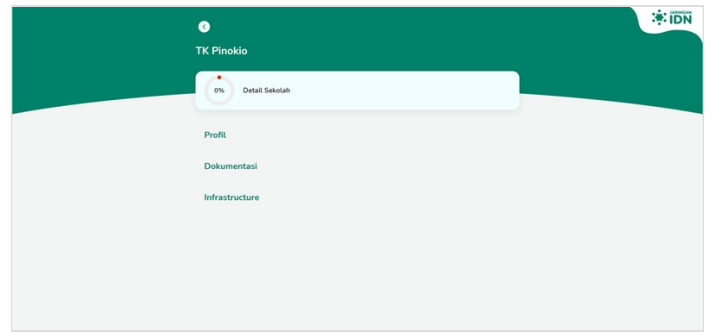 JARINGAN
IDN
TK Pinokio
0%
Detail Sekolah
Profil
Dokumentasi
Infrastructure